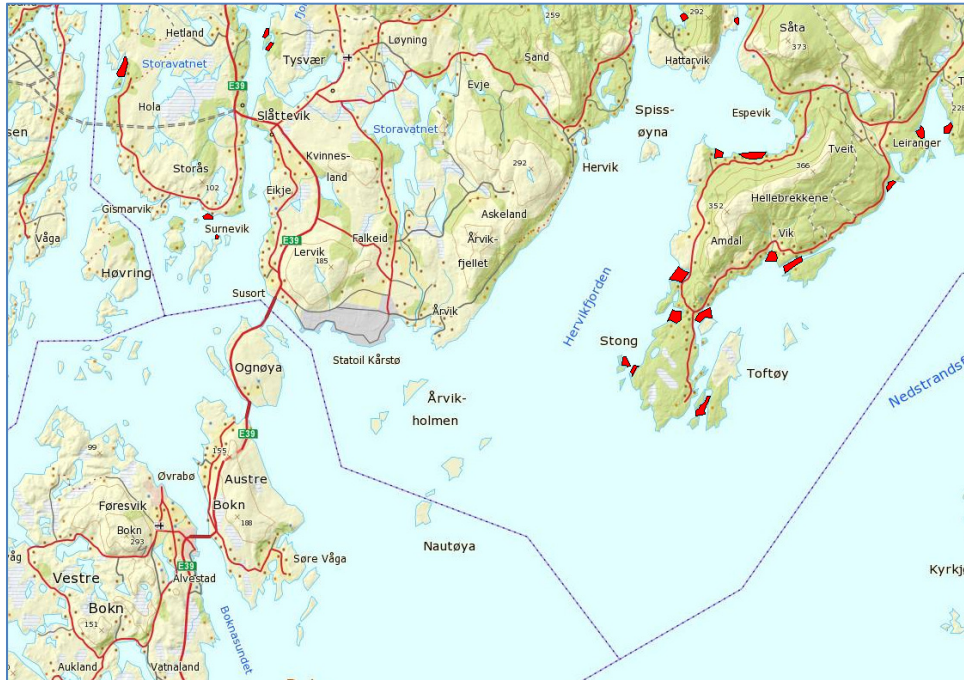 Hetland
Løyning
259
292
Såta
373
Tysvær
Sand
Hattarvik
Storavatnet
Evje
E39
228
Hola
Spiss-
øyna
Espevik
Slåttevik
Storavatnet
Tveit
Leiranger
Kvinnes-
land
292
Hervik
366
Storås
102
Eikje
Hellebrekkene
352
Gismarvik
Askeland
Surnevik
Årvik-
fjellet
Vik
Amdal
Våga
E39
Falkeid
Lervik
185
Høvring
Hervikfjorden
Susort
Årvik
Stong
Statoil Kårstø
Ognøya
Toftøy
Årvik-
holmen
E39
99
155
Øvrabø
Austre
Bokn
Føresvik
188
Bokn
293
Nautøya
Søre Våga
E39
Alvestad
Vestre
Bokn
151
Boknasundet
Aukland
Vatnaland